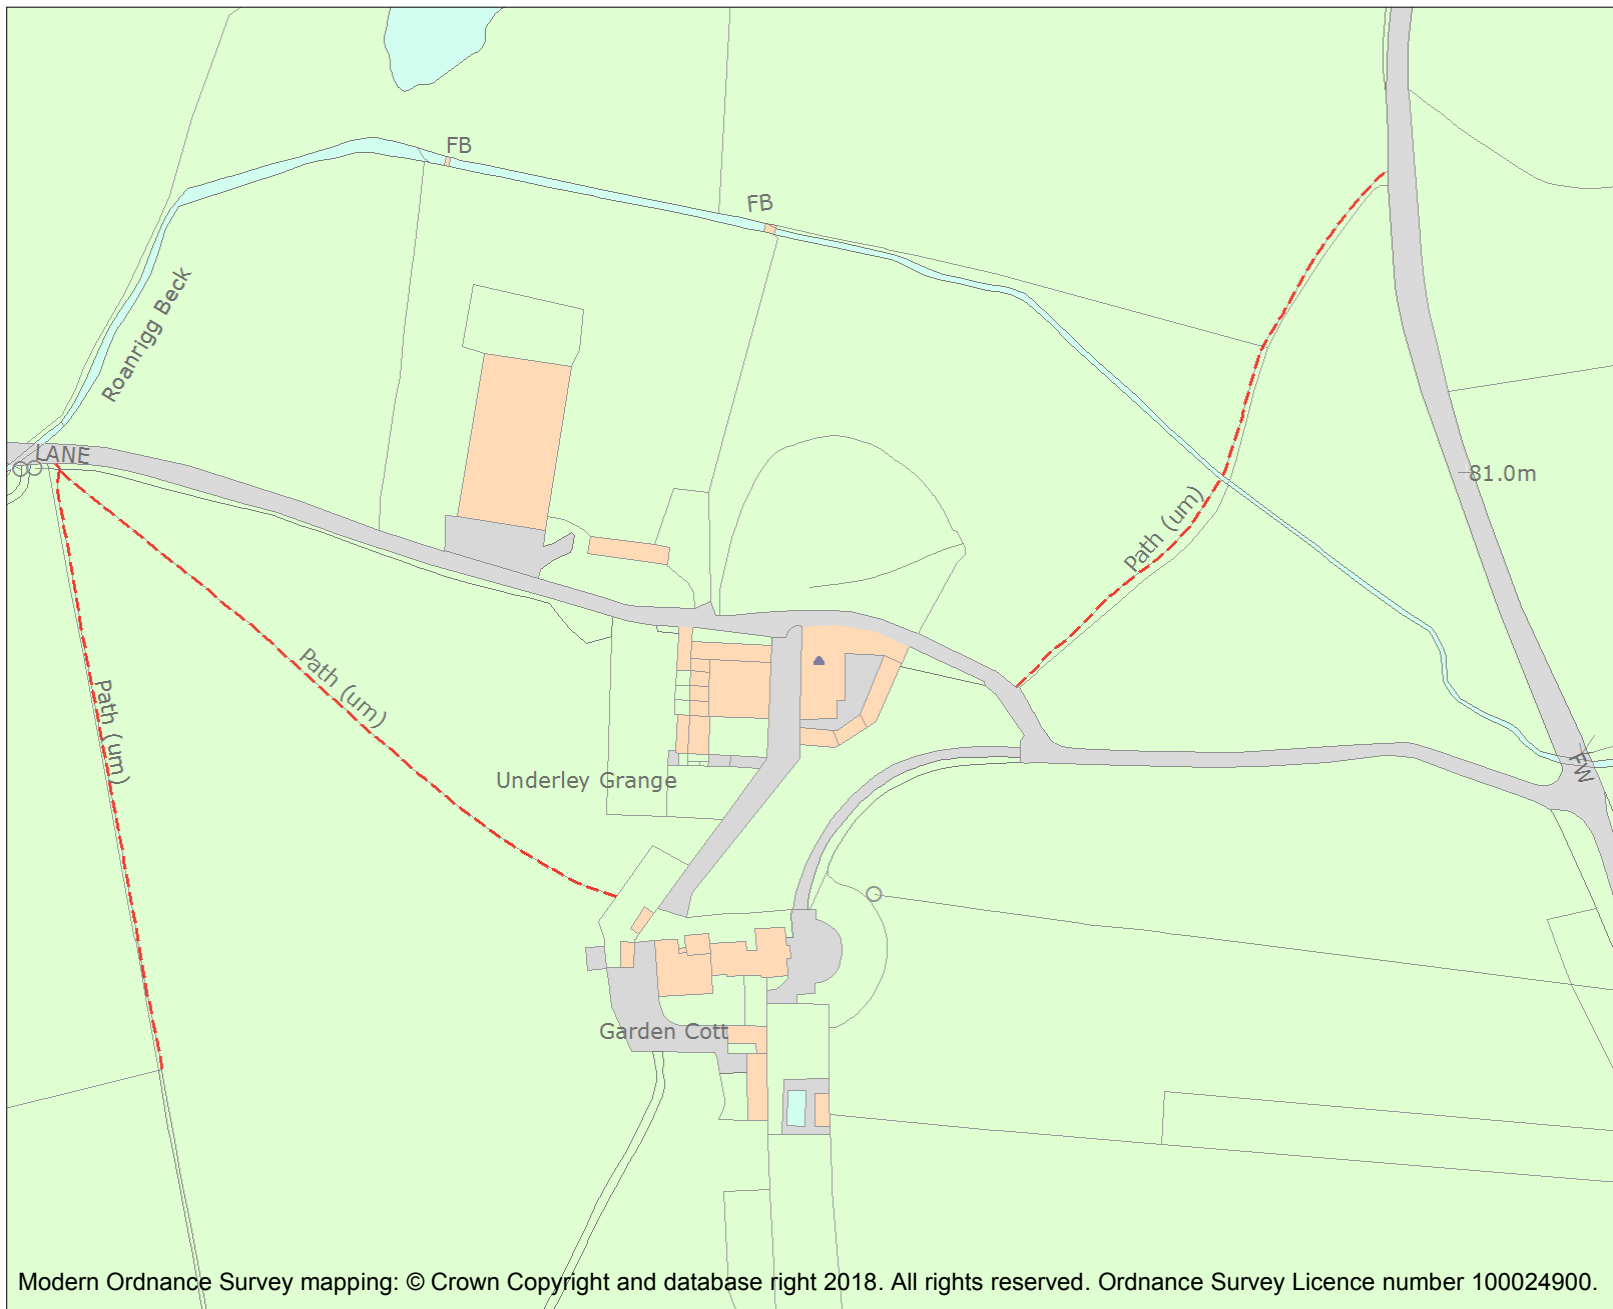 FB
FB
Roanrigg Beck
LANE
81.0m
Path (um)
Path (um)
Path (um)
Underley Grange
FW
Garden Cott
Modern Ordnance Survey mapping: © Crown Copyright and database right 2018. All rights reserved. Ordnance Survey Licence number 100024900.